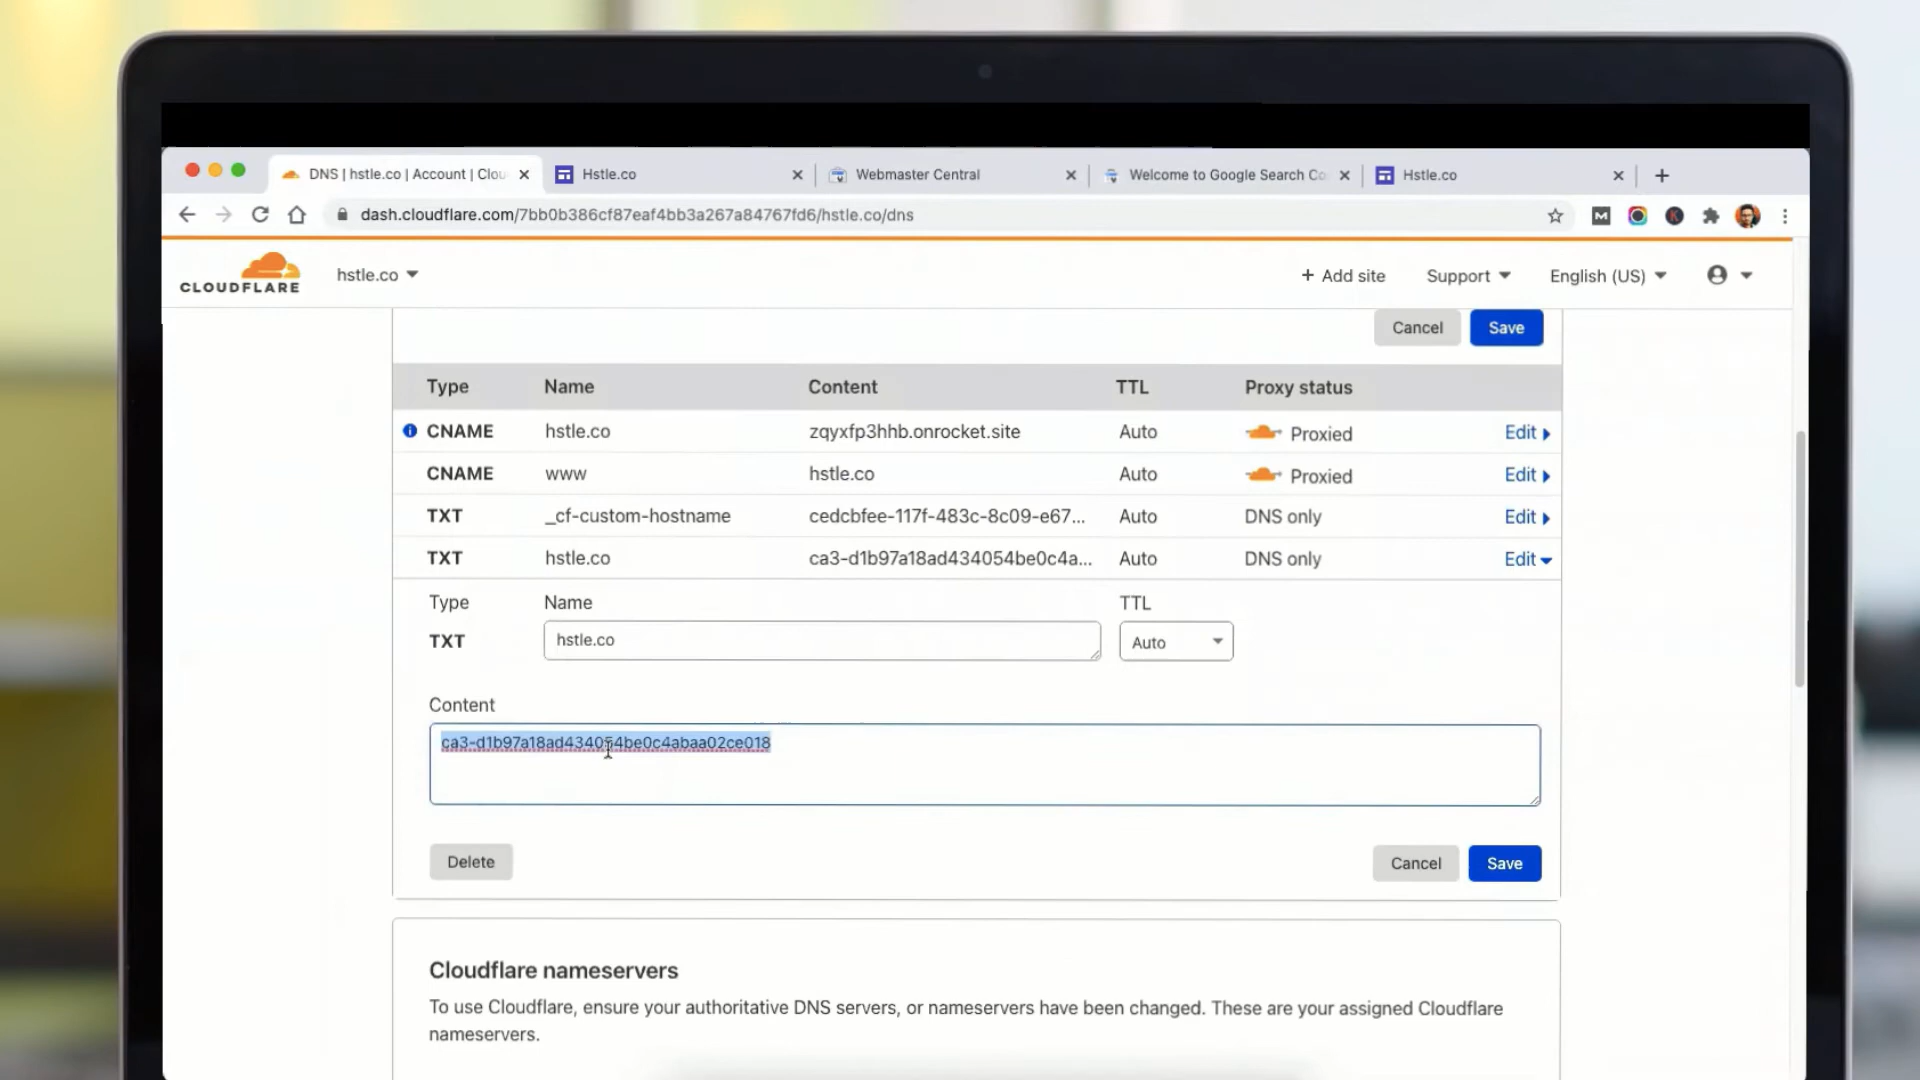 DNS | hstle.co | Account | Clou
Hstle.co
Webmaster Central
Welcome to Google Search Co
Hstle.co
dash.cloudflare.com/7bb0b386cf87eaf4bb3a267a84767fd6/hstle.co/dns
M
K
CLOUDFLARE
hstle.co
+ Add site
Support
English (US)
Cancel
Save
Type Name Content TTL Proxy status
CNAME hstle.co zqyxfp3hhb.onrocket.site Auto Proxied Edit
CNAME www hstle.co Auto Proxied Edit
TXT _cf-custom-hostname cedcbfee-117f-483c-8c09-e67... Auto DNS only Edit
TXT hstle.co ca3-d1b97a18ad434054be0c4a... Auto DNS only Edit
Type Name TTL
TXT hstle.co Auto
Content
ca3-d1b97a18ad434054be0c4abaa02ce018
Delete
Cancel
Save
Cloudflare nameservers
To use Cloudflare, ensure your authoritative DNS servers, or nameservers have been changed. These are your assigned Cloudflare
nameservers.